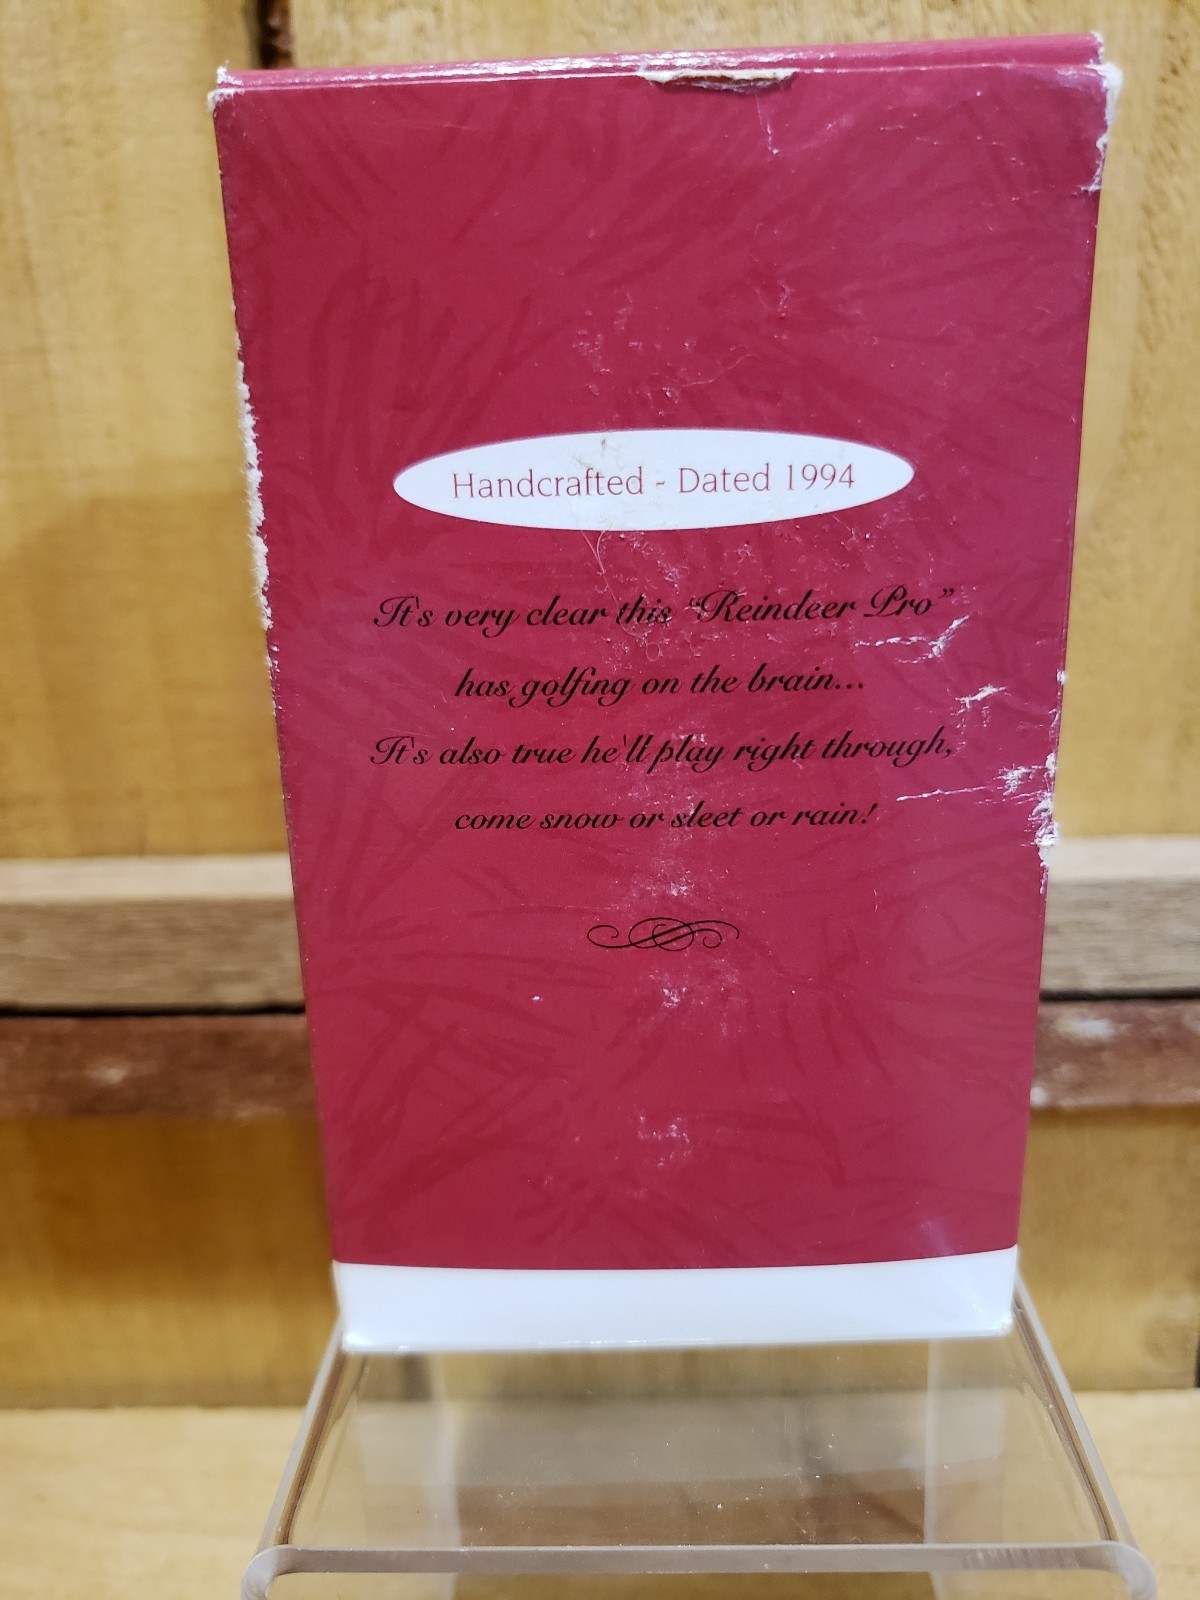 Handcrafted - Dated 1994
It's very clear this “Reindeer Pro”
has golfing on the brain...
It's also true he'll play right through,
come snow or sleet or rain!